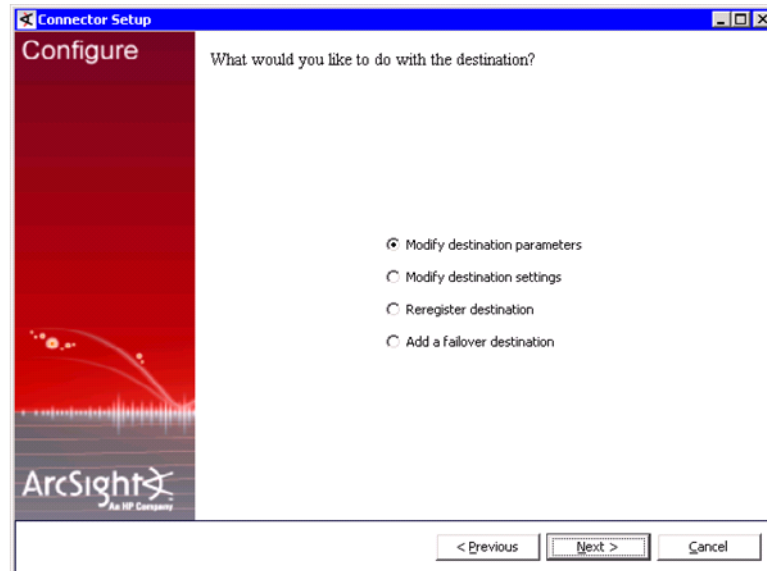 Connector Setup
Configure
What would you like to do with the destination?
Modify destination parameters
Modify destination settings
Reregister destination
Add a failover destination
ArcSight
An HP Company
< Previous
Next >
Cancel